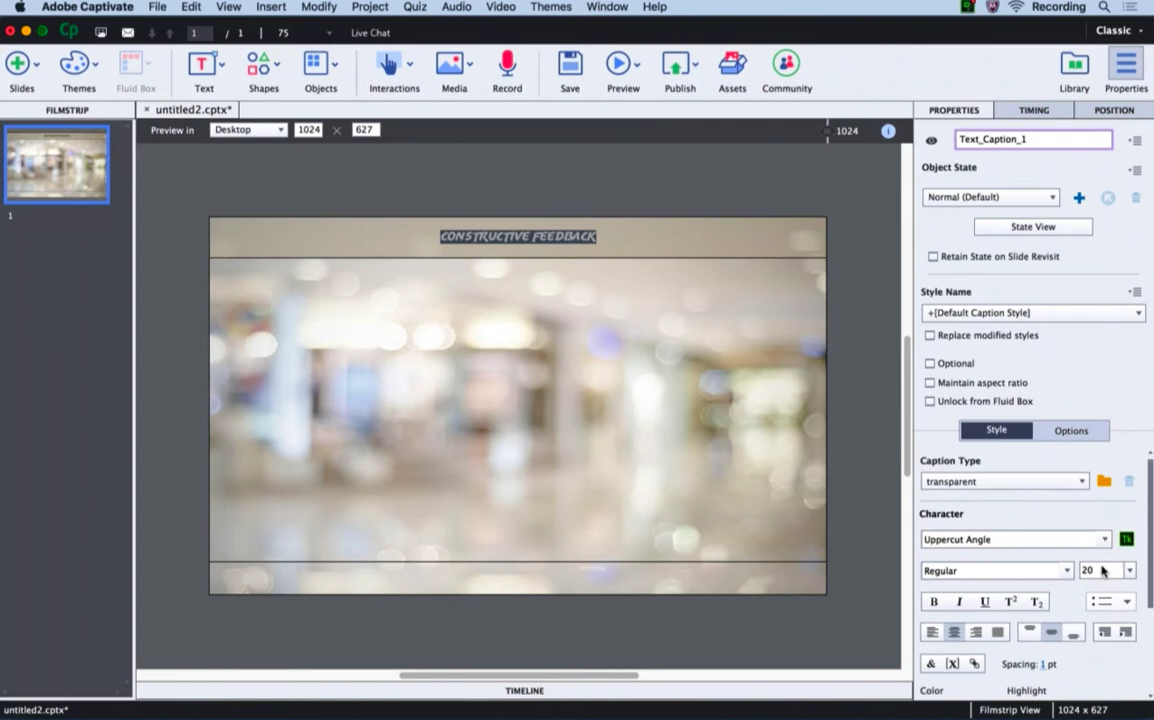 Adobe Captivate File Edit View Insert Modify Project Quiz Audio Video Themes Window Help Recording
Cp 1 / 1 75 Live Chat Classic
Slides Themes Fluid Box Text Shapes Objects Interactions Media Record Save Preview Publish Assets Community Library Properties
FILMSTRIP × untitled2.cptx* PROPERTIES TIMING POSITION
Preview in Desktop 1024 × 627 1024
Text_Caption_1
Object State
Normal (Default)
State View
Retain State on Slide Revisit
Style Name
+[Default Caption Style]
Replace modified styles
Optional
Maintain aspect ratio
Unlock from Fluid Box
Style Options
Caption Type
transparent
Character
Uppercut Angle Tk
Regular 20
B I U T² T₂
& [X] Spacing: 1 pt
Color Highlight
1
CONSTRUCTIVE FEEDBACK
TIMELINE
untitled2.cptx* Filmstrip View 1024 x 627